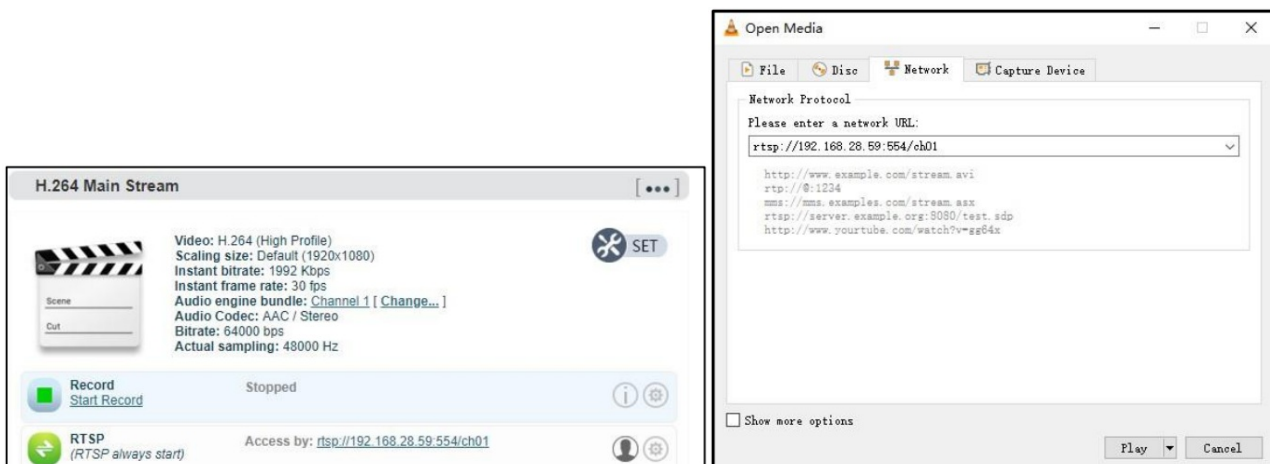 H.264 Main Stream
[•••]
Video: H.264 (High Profile)
Scaling size: Default (1920x1080)
Instant bitrate: 1992 Kbps
Instant frame rate: 30 fps
Audio engine bundle: Channel 1 [ Change... ]
Audio Codec: AAC / Stereo
Bitrate: 64000 bps
Actual sampling: 48000 Hz
SET
Scene
Cut
Record
Start Record
Stopped
RTSP
(RTSP always start)
Access by: rtsp://192.168.28.59:554/ch01
Open Media
File Disc Network Capture Device
Network Protocol
Please enter a network URL:
rtsp://192.168.28.59:554/ch01
http://www.example.com/stream.avi
rtp://@:1234
mms://mms.examples.com/stream.asx
rtsp://server.example.org:8080/test.sdp
http://www.yourtube.com/watch?v=gg64x
Show more options
Play Cancel